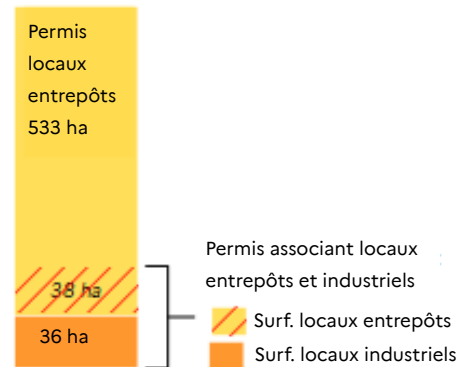 Permis
locaux
entrepôts
533 ha
38 ha
36 ha
Permis associant locaux
entrepôts et industriels
Surf. locaux entrepôts
Surf. locaux industriels